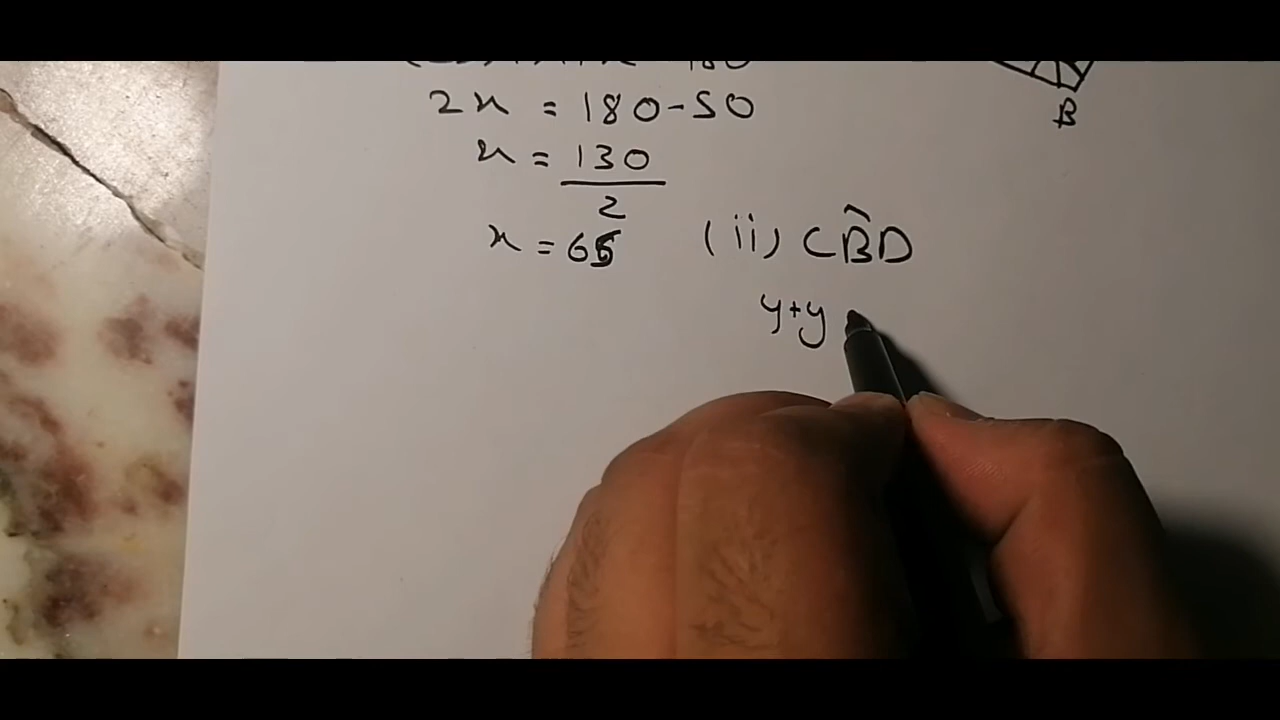 2x = 180-50
x = 130
2
x = 65
(ii) CB̂D
y+y
B